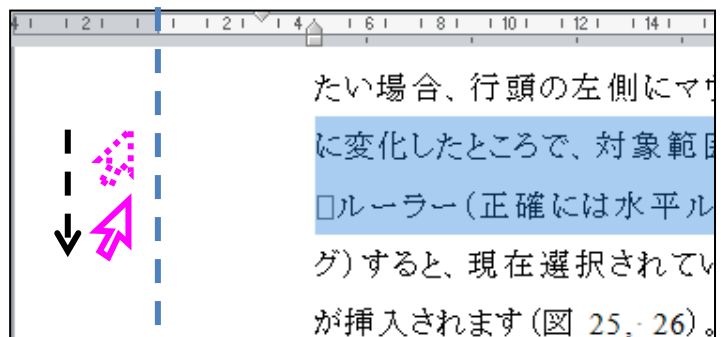 4 2 2 4 6 8 10 12 14
たい場合、行頭の左側にマウ
に変化したところで、対象範囲
□ルーラー(正確には水平ル
グ)すると、現在選択されてい
が挿入されます(図 25, 26)。